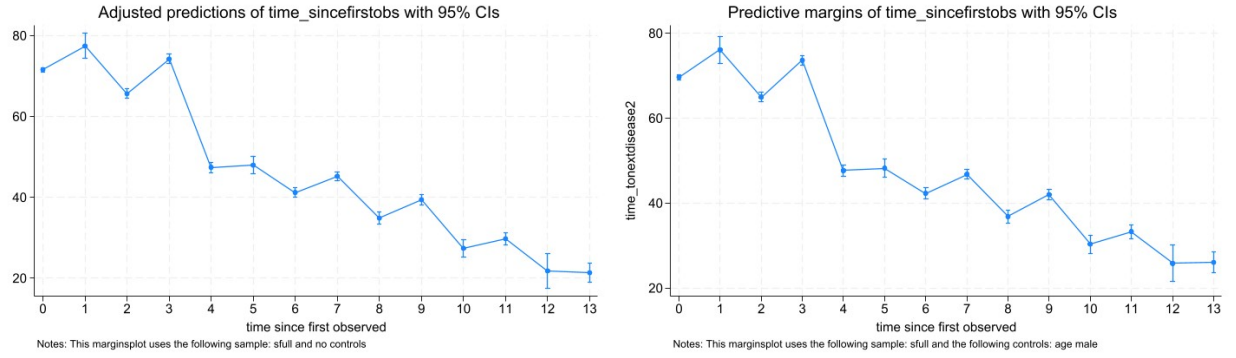 Adjusted predictions of time_sincefirstobs with 95% CIs
80
60
40
20
0 1 2 3 4 5 6 7 8 9 10 11 12 13
time since first observed
Notes: This marginsplot uses the following sample: sfull and no controls
Predictive margins of time_sincefirstobs with 95% CIs
time_tonextdisease2
80
60
40
20
0 1 2 3 4 5 6 7 8 9 10 11 12 13
time since first observed
Notes: This marginsplot uses the following sample: sfull and the following controls: age male